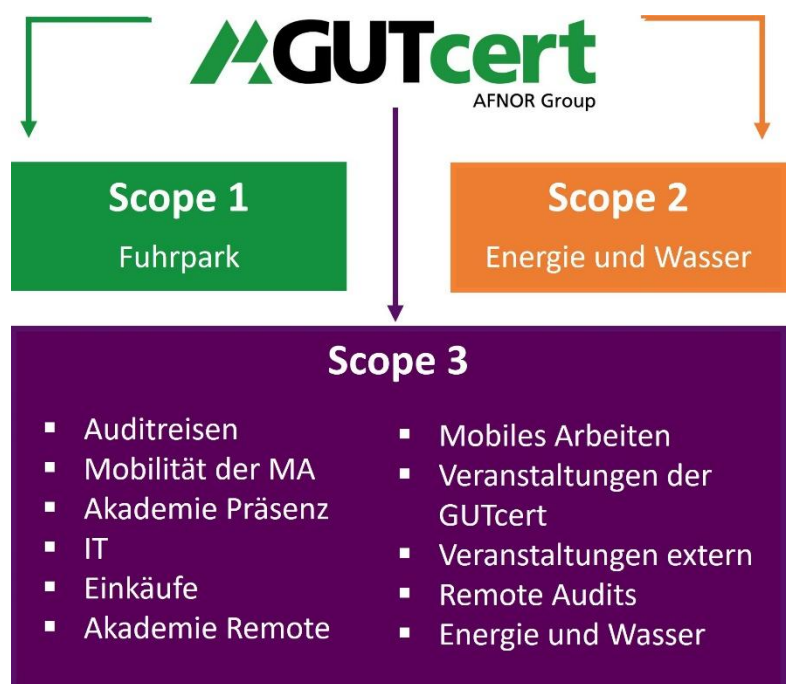 GUTcert
AFNOR Group
Scope 1
Fuhrpark
Scope 2
Energie und Wasser
Scope 3
▪ Auditreisen
▪ Mobilität der MA
▪ Akademie Präsenz
▪ IT
▪ Einkäufe
▪ Akademie Remote
▪ Mobiles Arbeiten
▪ Veranstaltungen der
GUTcert
▪ Veranstaltungen extern
▪ Remote Audits
▪ Energie und Wasser